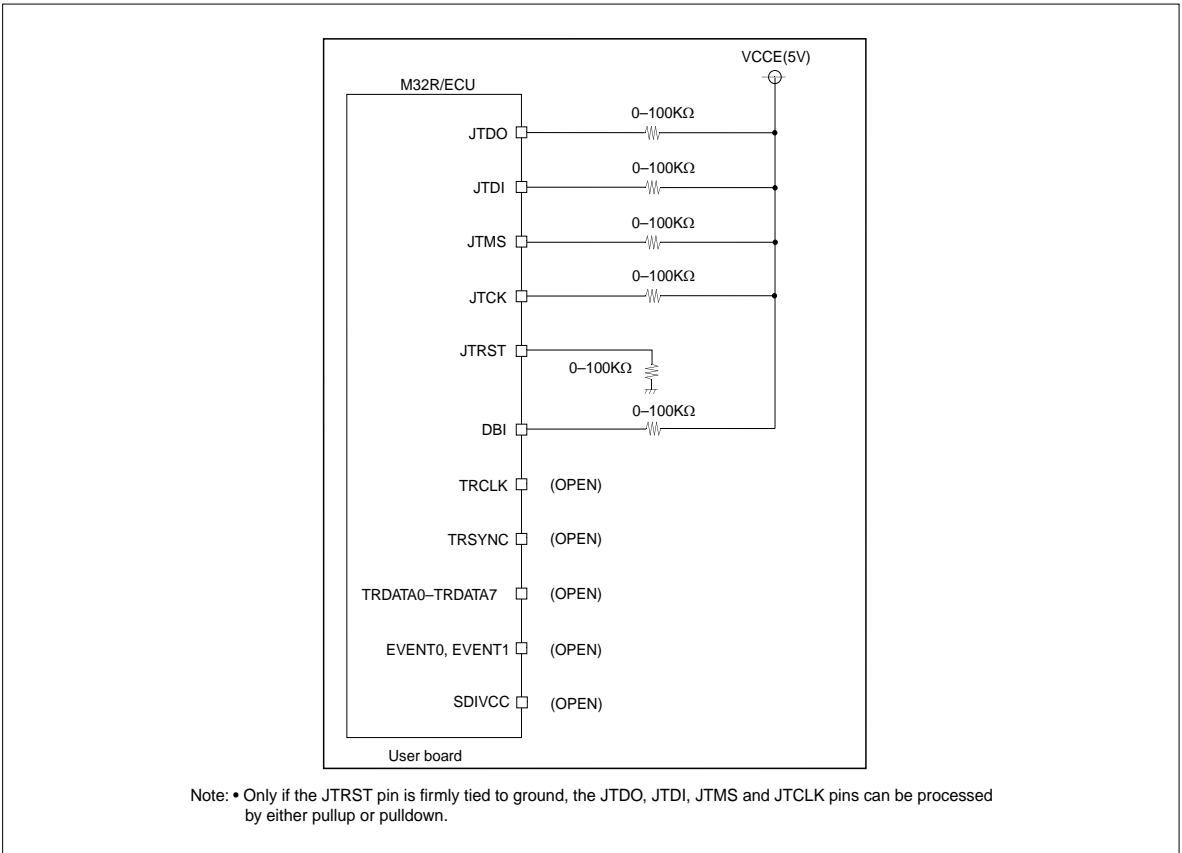 VCCE(5V)
M32R/ECU
0–100KΩ
JTDO
0–100KΩ
JTDI
0–100KΩ
JTMS
0–100KΩ
JTCK
JTRST
0–100KΩ
0–100KΩ
DBI
TRCLK (OPEN)
TRSYNC (OPEN)
TRDATA0–TRDATA7 (OPEN)
EVENT0, EVENT1 (OPEN)
SDIVCC (OPEN)
User board
Note: • Only if the JTRST pin is firmly tied to ground, the JTDO, JTDI, JTMS and JTCLK pins can be processed
by either pullup or pulldown.